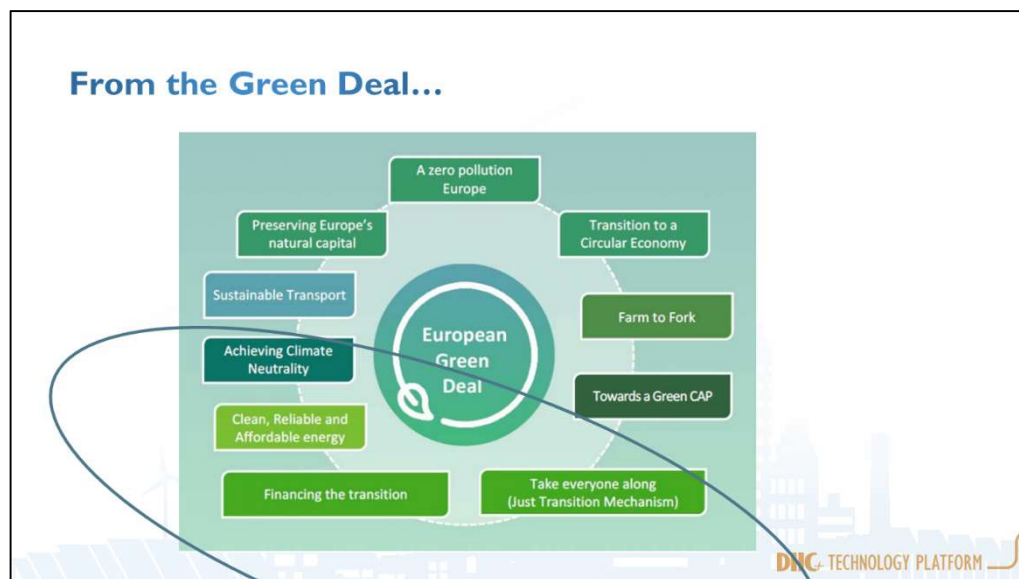 From the Green Deal...
A zero pollution
Europe
Preserving Europe's
natural capital
Transition to a
Circular Economy
Sustainable Transport
Farm to Fork
European
Green
Deal
Achieving Climate
Neutrality
Towards a Green CAP
Clean, Reliable and
Affordable energy
Financing the transition
Take everyone along
(Just Transition Mechanism)
DHC+ TECHNOLOGY PLATFORM